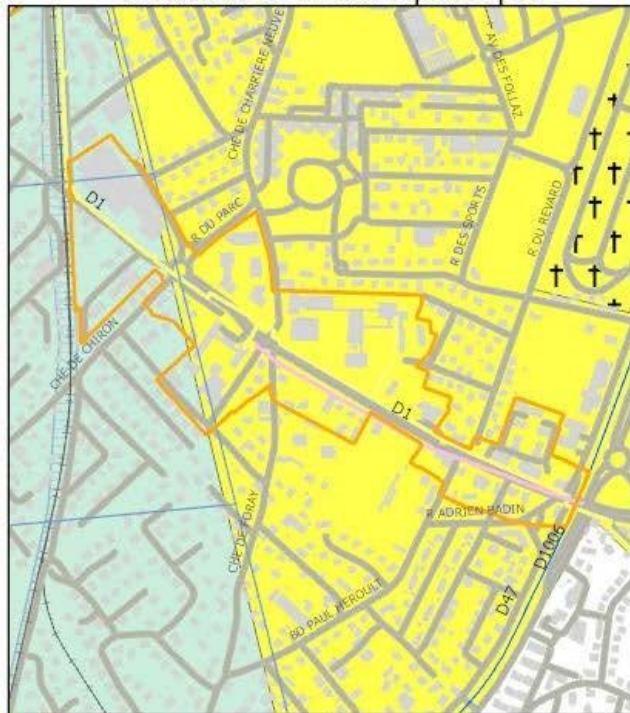 CHE DE CHARRIERE NEUVE
AV DES FOLLAZ
D1
R DU PARC
R DES SPORTS
R DU REVARD
CHE DE CHIRON
D1
R ADRIEN BADIN
CHE DE FORAY
D1006
D47
BD PAUL HEROULT